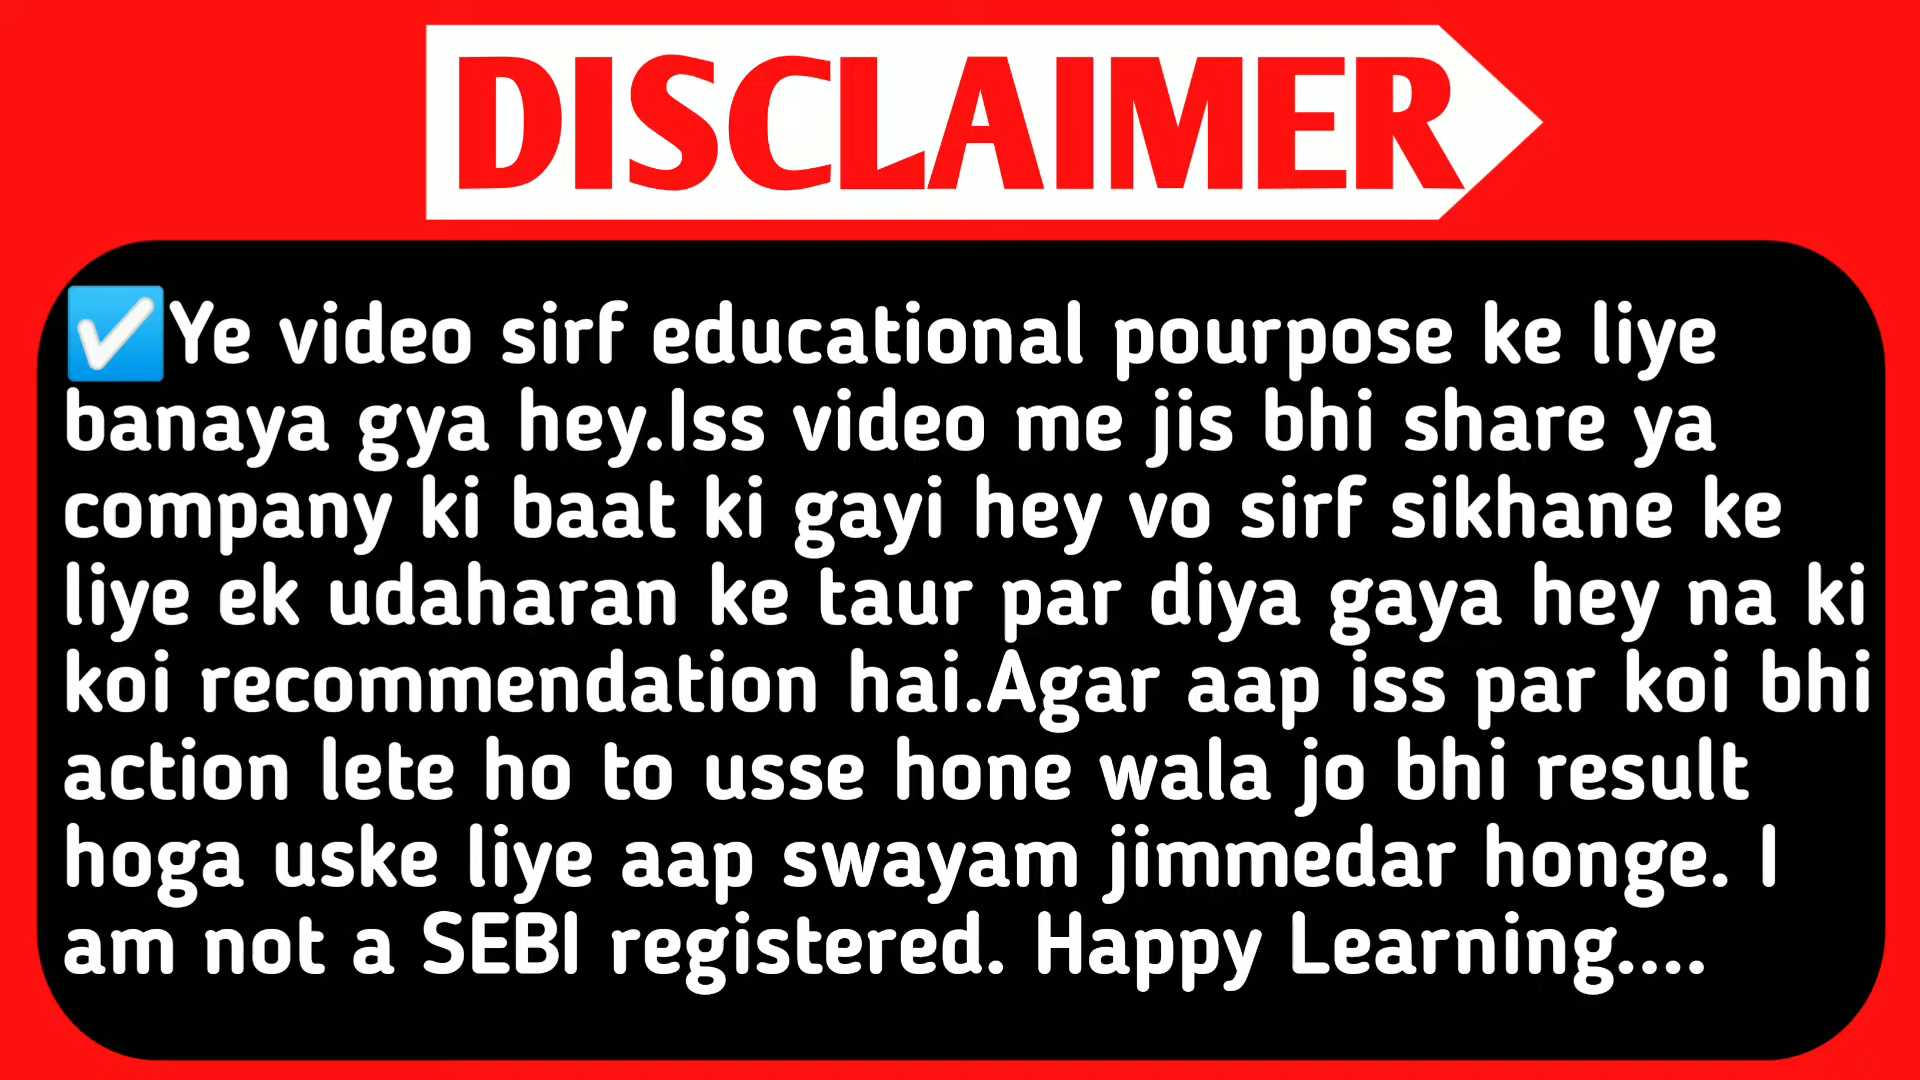 DISCLAIMER
✅Ye video sirf educational pourpose ke liye
banaya gya hey.Iss video me jis bhi share ya
company ki baat ki gayi hey vo sirf sikhane ke
liye ek udaharan ke taur par diya gaya hey na ki
koi recommendation hai.Agar aap iss par koi bhi
action lete ho to usse hone wala jo bhi result
hoga uske liye aap swayam jimmedar honge. I
am not a SEBI registered. Happy Learning....